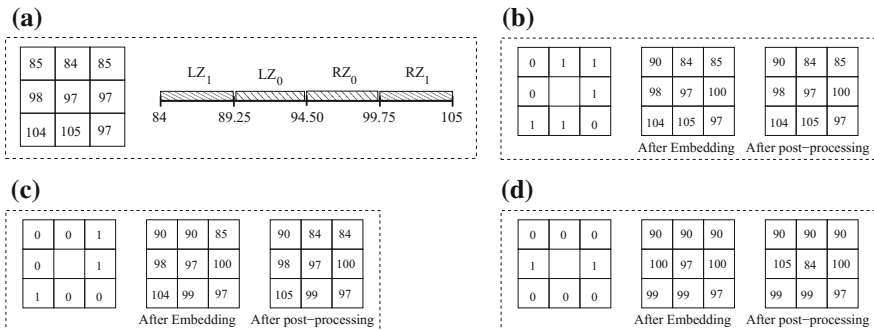 (a)
85 84 85
98 97 97
104 105 97
LZ1 LZ0 RZ0 RZ1
84 89.25 94.50 99.75 105
(b)
0 1 1
0 1
1 1 0
90 84 85
98 97 100
104 105 97
After Embedding
90 84 85
98 97 100
104 105 97
After post-processing
(c)
0 0 1
0 1
1 0 0
90 90 85
98 97 100
104 99 97
After Embedding
90 84 84
98 97 100
105 99 97
After post-processing
(d)
0 0 0
1 1
0 0 0
90 90 90
100 97 100
99 99 97
After Embedding
90 90 90
105 84 100
99 99 97
After post-processing